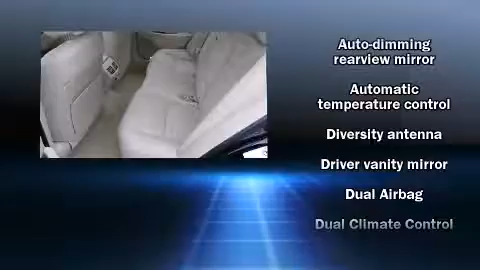 Auto-dimming
rearview mirror
Automatic
temperature control
Diversity antenna
Driver vanity mirror
Dual Airbag
Dual Climate Control